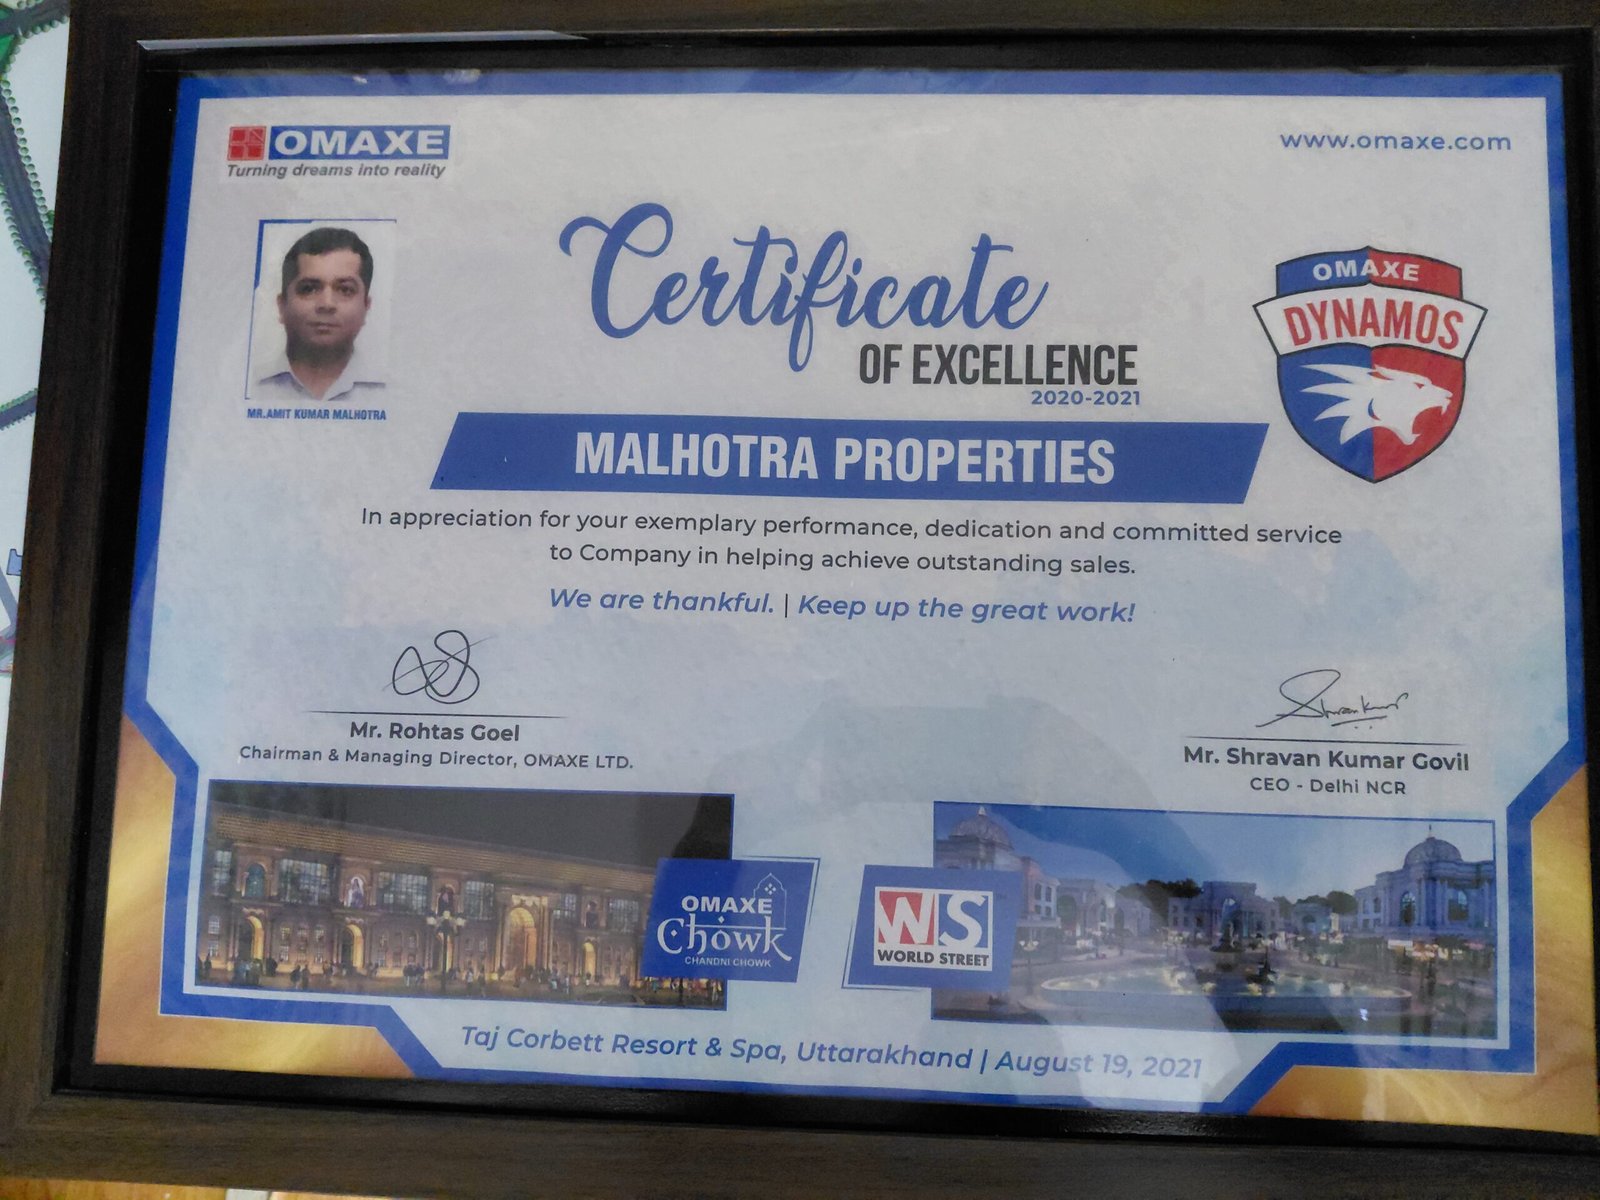 OMAXE
Turning dreams into reality
www.omaxe.com
MR.AMIT KUMAR MALHOTRA
Certificate
OF EXCELLENCE
2020-2021
OMAXE
DYNAMOS
MALHOTRA PROPERTIES
In appreciation for your exemplary performance, dedication and committed service
to Company in helping achieve outstanding sales.
We are thankful. | Keep up the great work!
Mr. Rohtas Goel
Chairman & Managing Director, OMAXE LTD.
Shravan Kumar
Mr. Shravan Kumar Govil
CEO - Delhi NCR
OMAXE
Chowk
CHANDNI CHOWK
WS
WORLD STREET
Taj Corbett Resort & Spa, Uttarakhand | August 19, 2021